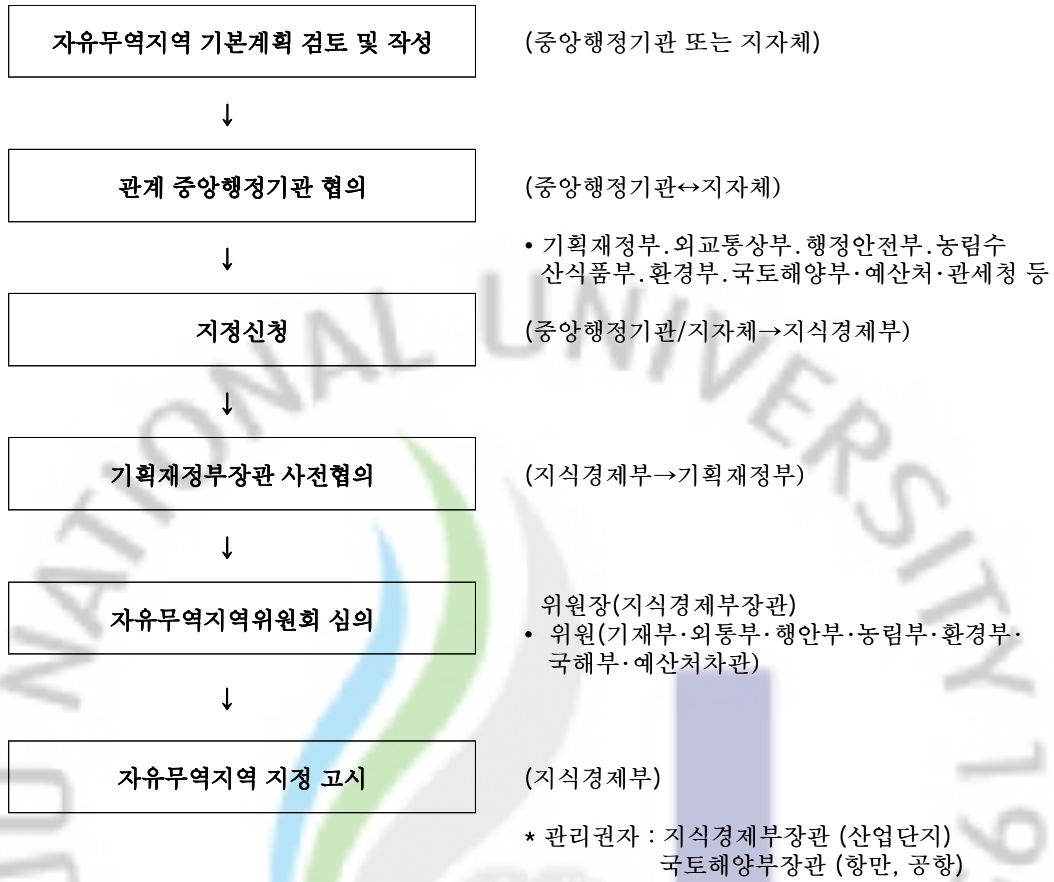 자유무역지역 기본계획 검토 및 작성
(중앙행정기관 또는 지자체)
↓
관계 중앙행정기관 협의
(중앙행정기관↔지자체)
• 기획재정부.외교통상부.행정안전부.농림수
산식품부.환경부.국토해양부·예산처·관세청 등
↓
지정신청
(중앙행정기관/지자체→지식경제부)
↓
기획재정부장관 사전협의
(지식경제부→기획재정부)
↓
자유무역지역위원회 심의
위원장(지식경제부장관)
• 위원(기재부·외통부·행안부·농림부·환경부·
국해부·예산처차관)
↓
자유무역지역 지정 고시
(지식경제부)
* 관리권자 : 지식경제부장관 (산업단지)
국토해양부장관 (항만, 공항)
NATIONAL UNIVERSITY 19